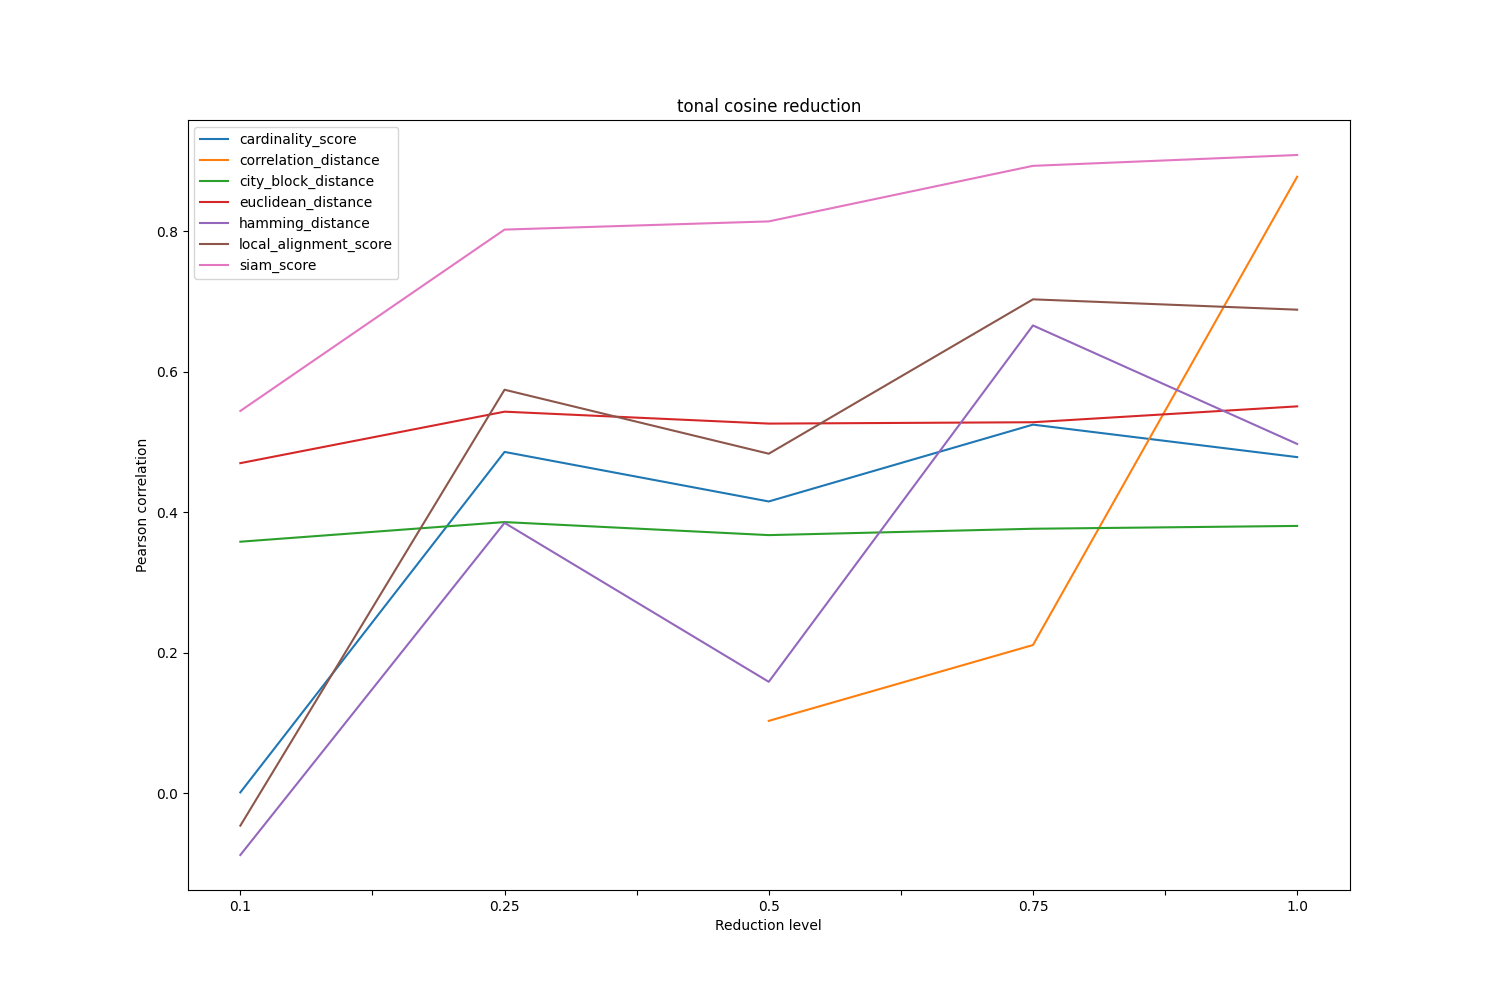 tonal cosine reduction
cardinality_score
correlation_distance
city_block_distance
euclidean_distance
hamming_distance
local_alignment_score
siam_score
Pearson correlation
0.8
0.6
0.4
0.2
0.0
0.1 0.25 0.5 0.75 1.0
Reduction level